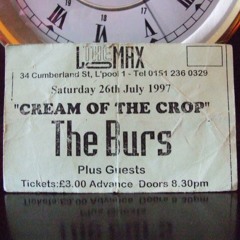 34 Cumberland St, L'pool 1 - Tel 0151 236 0329
Saturday 26th July 1997
"CREAM OF THE CROP"
The Burs
Plus Guests
Tickets:£3.00 Advance Doors 8.30pm